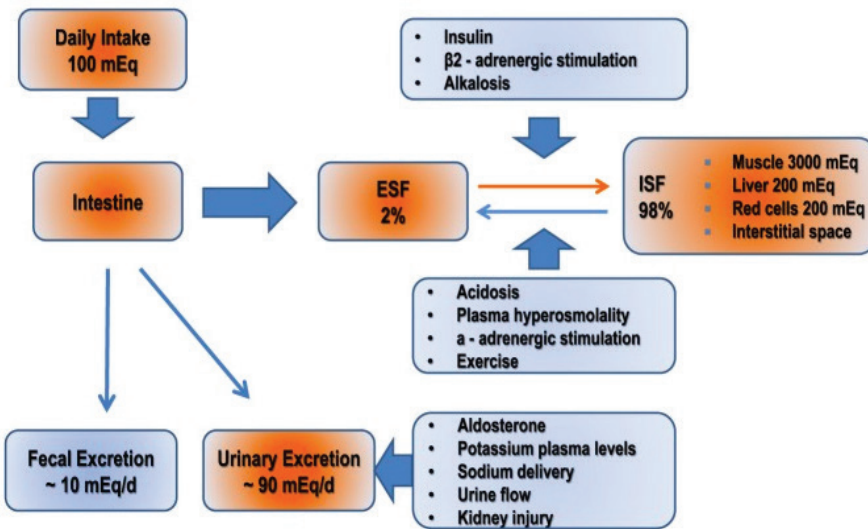 Daily Intake
100 mEq
• Insulin
• β2 - adrenergic stimulation
• Alkalosis
Intestine
ESF
2%
ISF
98%
▪ Muscle 3000 mEq
▪ Liver 200 mEq
▪ Red cells 200 mEq
▪ Interstitial space
• Acidosis
• Plasma hyperosmolality
• a - adrenergic stimulation
• Exercise
Fecal Excretion
~ 10 mEq/d
Urinary Excretion
~ 90 mEq/d
• Aldosterone
• Potassium plasma levels
• Sodium delivery
• Urine flow
• Kidney injury